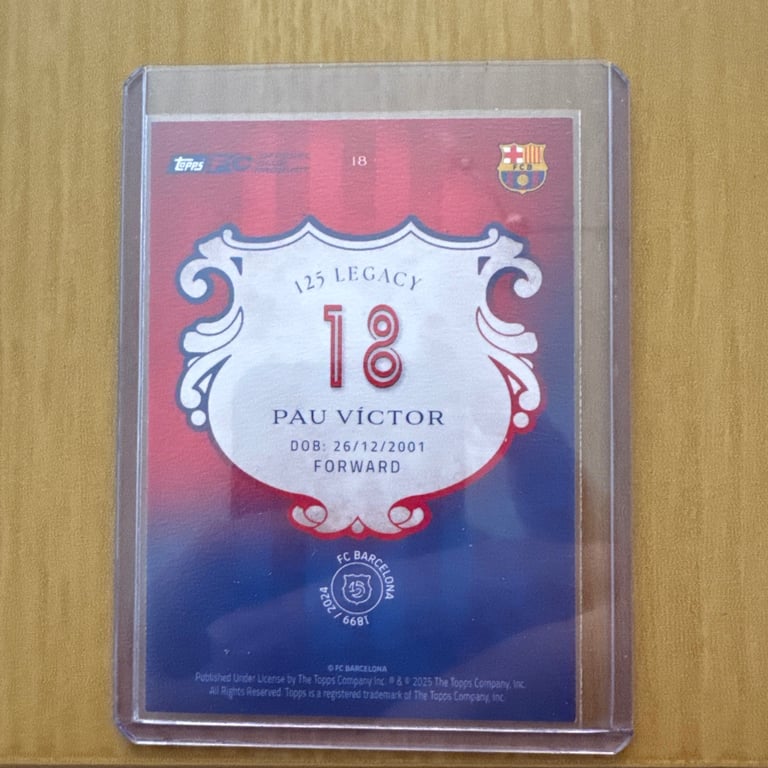 Topps
18
FCB
125 LEGACY
18
PAU VÍCTOR
DOB: 26/12/2001
FORWARD
FC BARCELONA
1899 / 2024
© FC BARCELONA
Published Under License by The Topps Company Inc. ® & © 2025 The Topps Company, Inc.
All Rights Reserved. Topps is a registered trademark of The Topps Company, Inc.